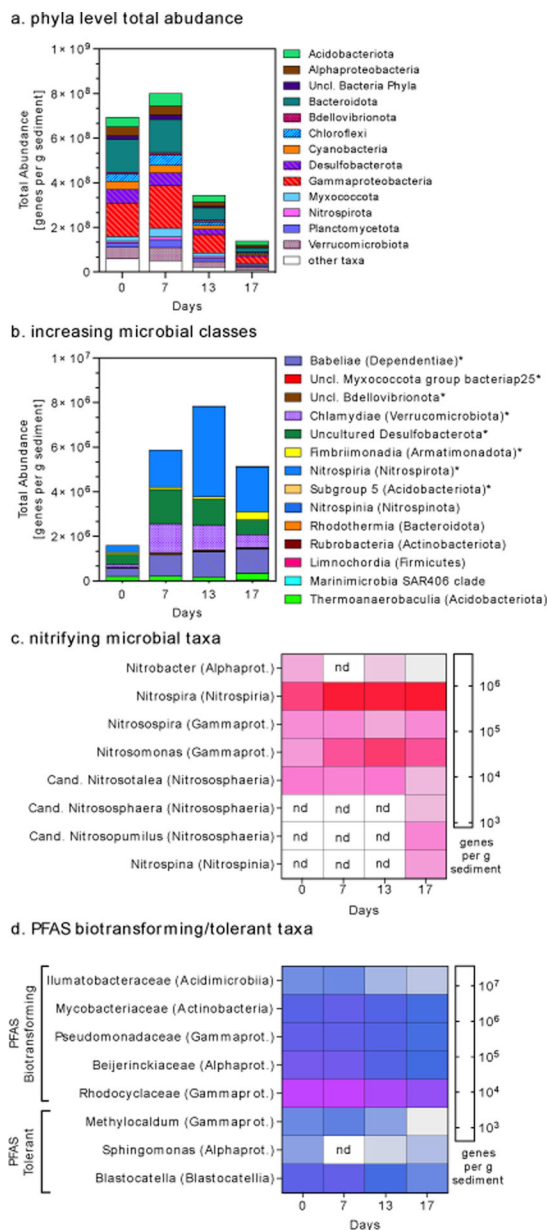 a. phyla level total abudance
Total Abundance
[genes per g sediment]
1× 10⁹
8 × 10⁸
6 × 10⁸
4 × 10⁸
2 × 10⁸
0
0 7 13 17
Days
Acidobacteriota
Alphaproteobacteria
Uncl. Bacteria Phyla
Bacteroidota
Bdellovibrionota
Chloroflexi
Cyanobacteria
Desulfobacterota
Gammaproteobacteria
Myxococcota
Nitrospirota
Planctomycetota
Verrucomicrobiota
other taxa
b. increasing microbial classes
Total Abundance
[genes per g sediment]
1× 10⁷
8 × 10⁶
6 × 10⁶
4 × 10⁶
2 × 10⁶
0
0 7 13 17
Days
Babeliae (Dependentiae)*
Uncl. Myxococcota group bacteriap25*
Uncl. Bdellovibrionota*
Chlamydiae (Verrucomicrobiota)*
Uncultured Desulfobacterota*
Fimbriimonadia (Armatimonadota)*
Nitrospiria (Nitrospirota)*
Subgroup 5 (Acidobacteriota)*
Nitrospinia (Nitrospinota)
Rhodothermia (Bacteroidota)
Rubrobacteria (Actinobacteriota)
Limnochordia (Firmicutes)
Marinimicrobia SAR406 clade
Thermoanaerobaculia (Acidobacteriota)
c. nitrifying microbial taxa
Nitrobacter (Alphaprot.) nd
Nitrospira (Nitrospiria)
Nitrosospira (Gammaprot.)
Nitrosomonas (Gammaprot.)
Cand. Nitrosotalea (Nitrososphaeria)
Cand. Nitrososphaera (Nitrososphaeria) nd nd nd
Cand. Nitrosopumilus (Nitrososphaeria) nd nd nd
Nitrospina (Nitrospinia) nd nd nd
0 7 13 17
Days
10⁶
10⁵
10⁴
10³
genes
per g
sediment
d. PFAS biotransforming/tolerant taxa
PFAS
Biotransforming
Ilumatobacteraceae (Acidimicrobiia)
Mycobacteriaceae (Actinobacteria)
Pseudomonadaceae (Gammaprot.)
Beijerinckiaceae (Alphaprot.)
Rhodocyclaceae (Gammaprot.)
PFAS
Tolerant
Methylocaldum (Gammaprot.)
Sphingomonas (Alphaprot.) nd
Blastocatella (Blastocatellia)
0 7 13 17
Days
10⁷
10⁶
10⁵
10⁴
10³
genes
per g
sediment